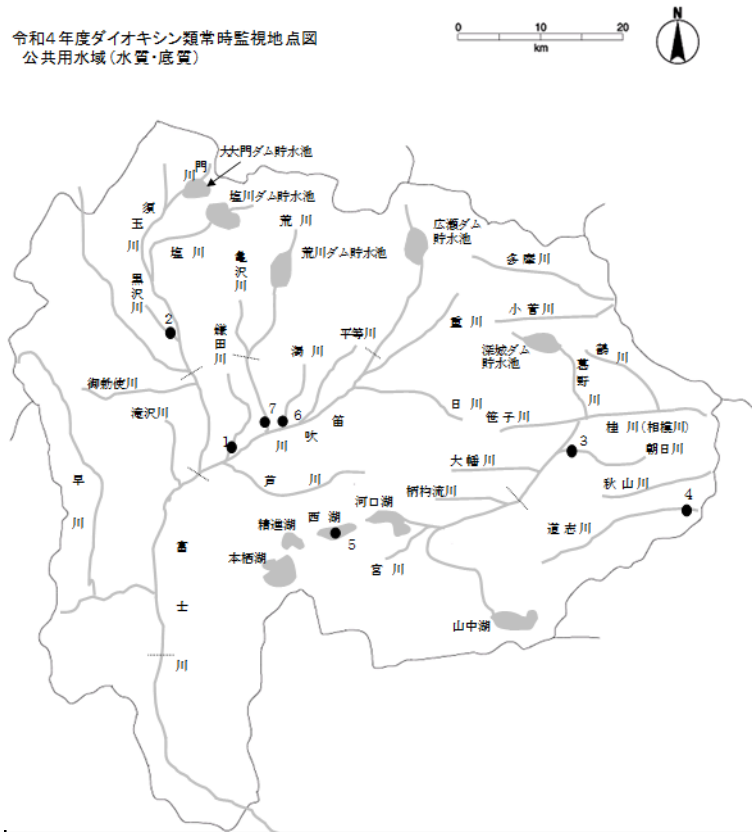 令和4年度ダイオキシン類常時監視地点図
公共用水域(水質・底質)
0 10 20
km
N
大門川
大大門ダム貯水池
塩川ダム貯水池
須玉川
塩川
荒川
広瀬ダム
貯水池
亀沢川
荒川ダム貯水池
多摩川
黒沢川
2
鎌田川
湯川
平等川
重川
小菅川
深城ダム
貯水池
葛野川
鶴川
御勅使川
滝沢川
日川
笹子川
桂川(相模川)
朝日川
1
7
6
笛吹川
3
大幡川
芦川
柄杓流川
秋山川
4
早川
河口湖
西湖
精進湖
5
道志川
本栖湖
宮川
富士川
山中湖